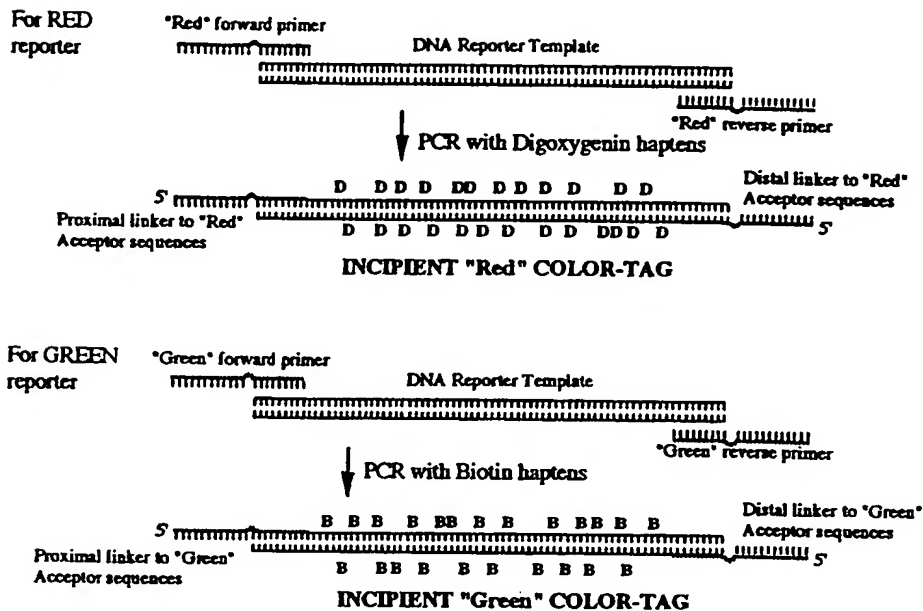 For RED
reporter
"Red" forward primer
DNA Reporter Template
"Red" reverse primer
PCR with Digoxygenin haptens
D D D D DD D D D D D D
5'
Proximal linker to "Red"
Acceptor sequences
Distal linker to "Red"
Acceptor sequences
5'
D D D D D D D D D DDD D
INCIPIENT "Red" COLOR-TAG
For GREEN
reporter
"Green" forward primer
DNA Reporter Template
"Green" reverse primer
PCR with Biotin haptens
B B B B BB B B B BB B B
5'
Proximal linker to "Green"
Acceptor sequences
Distal linker to "Green"
Acceptor sequences
5'
B BB B B B B B B B
INCIPIENT "Green" COLOR-TAG